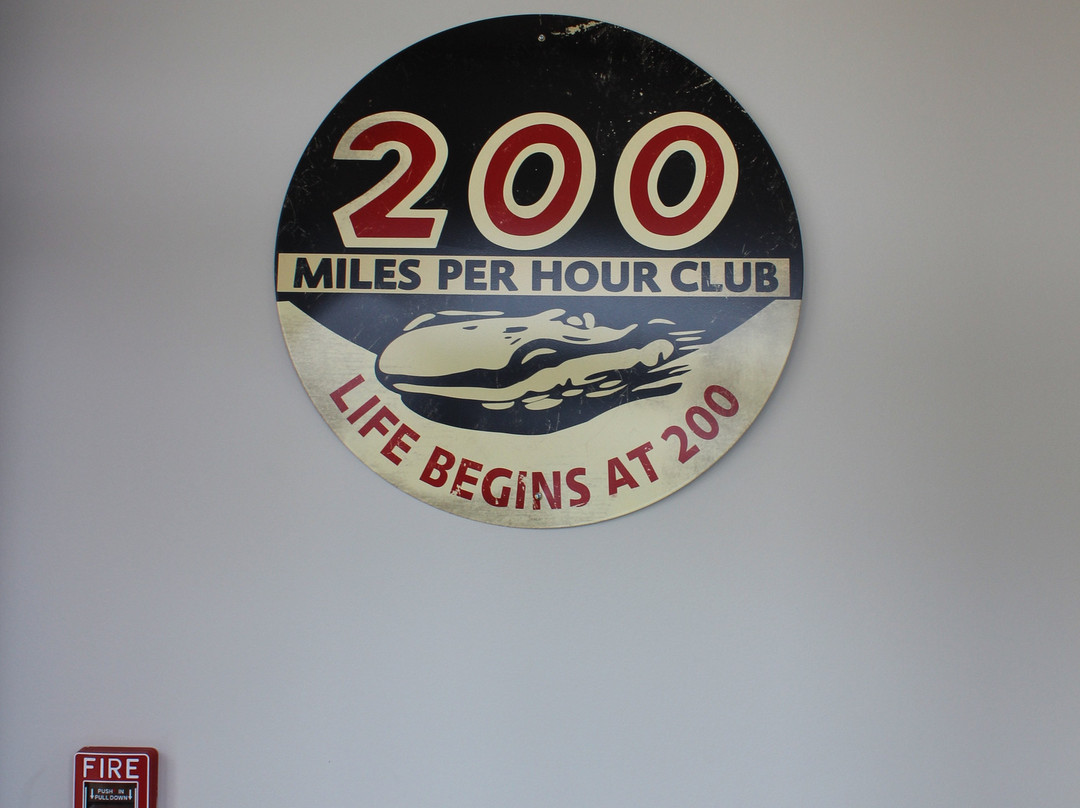 200
MILES PER HOUR CLUB
LIFE BEGINS AT 200
FIRE
PUSH IN
PULL DOWN